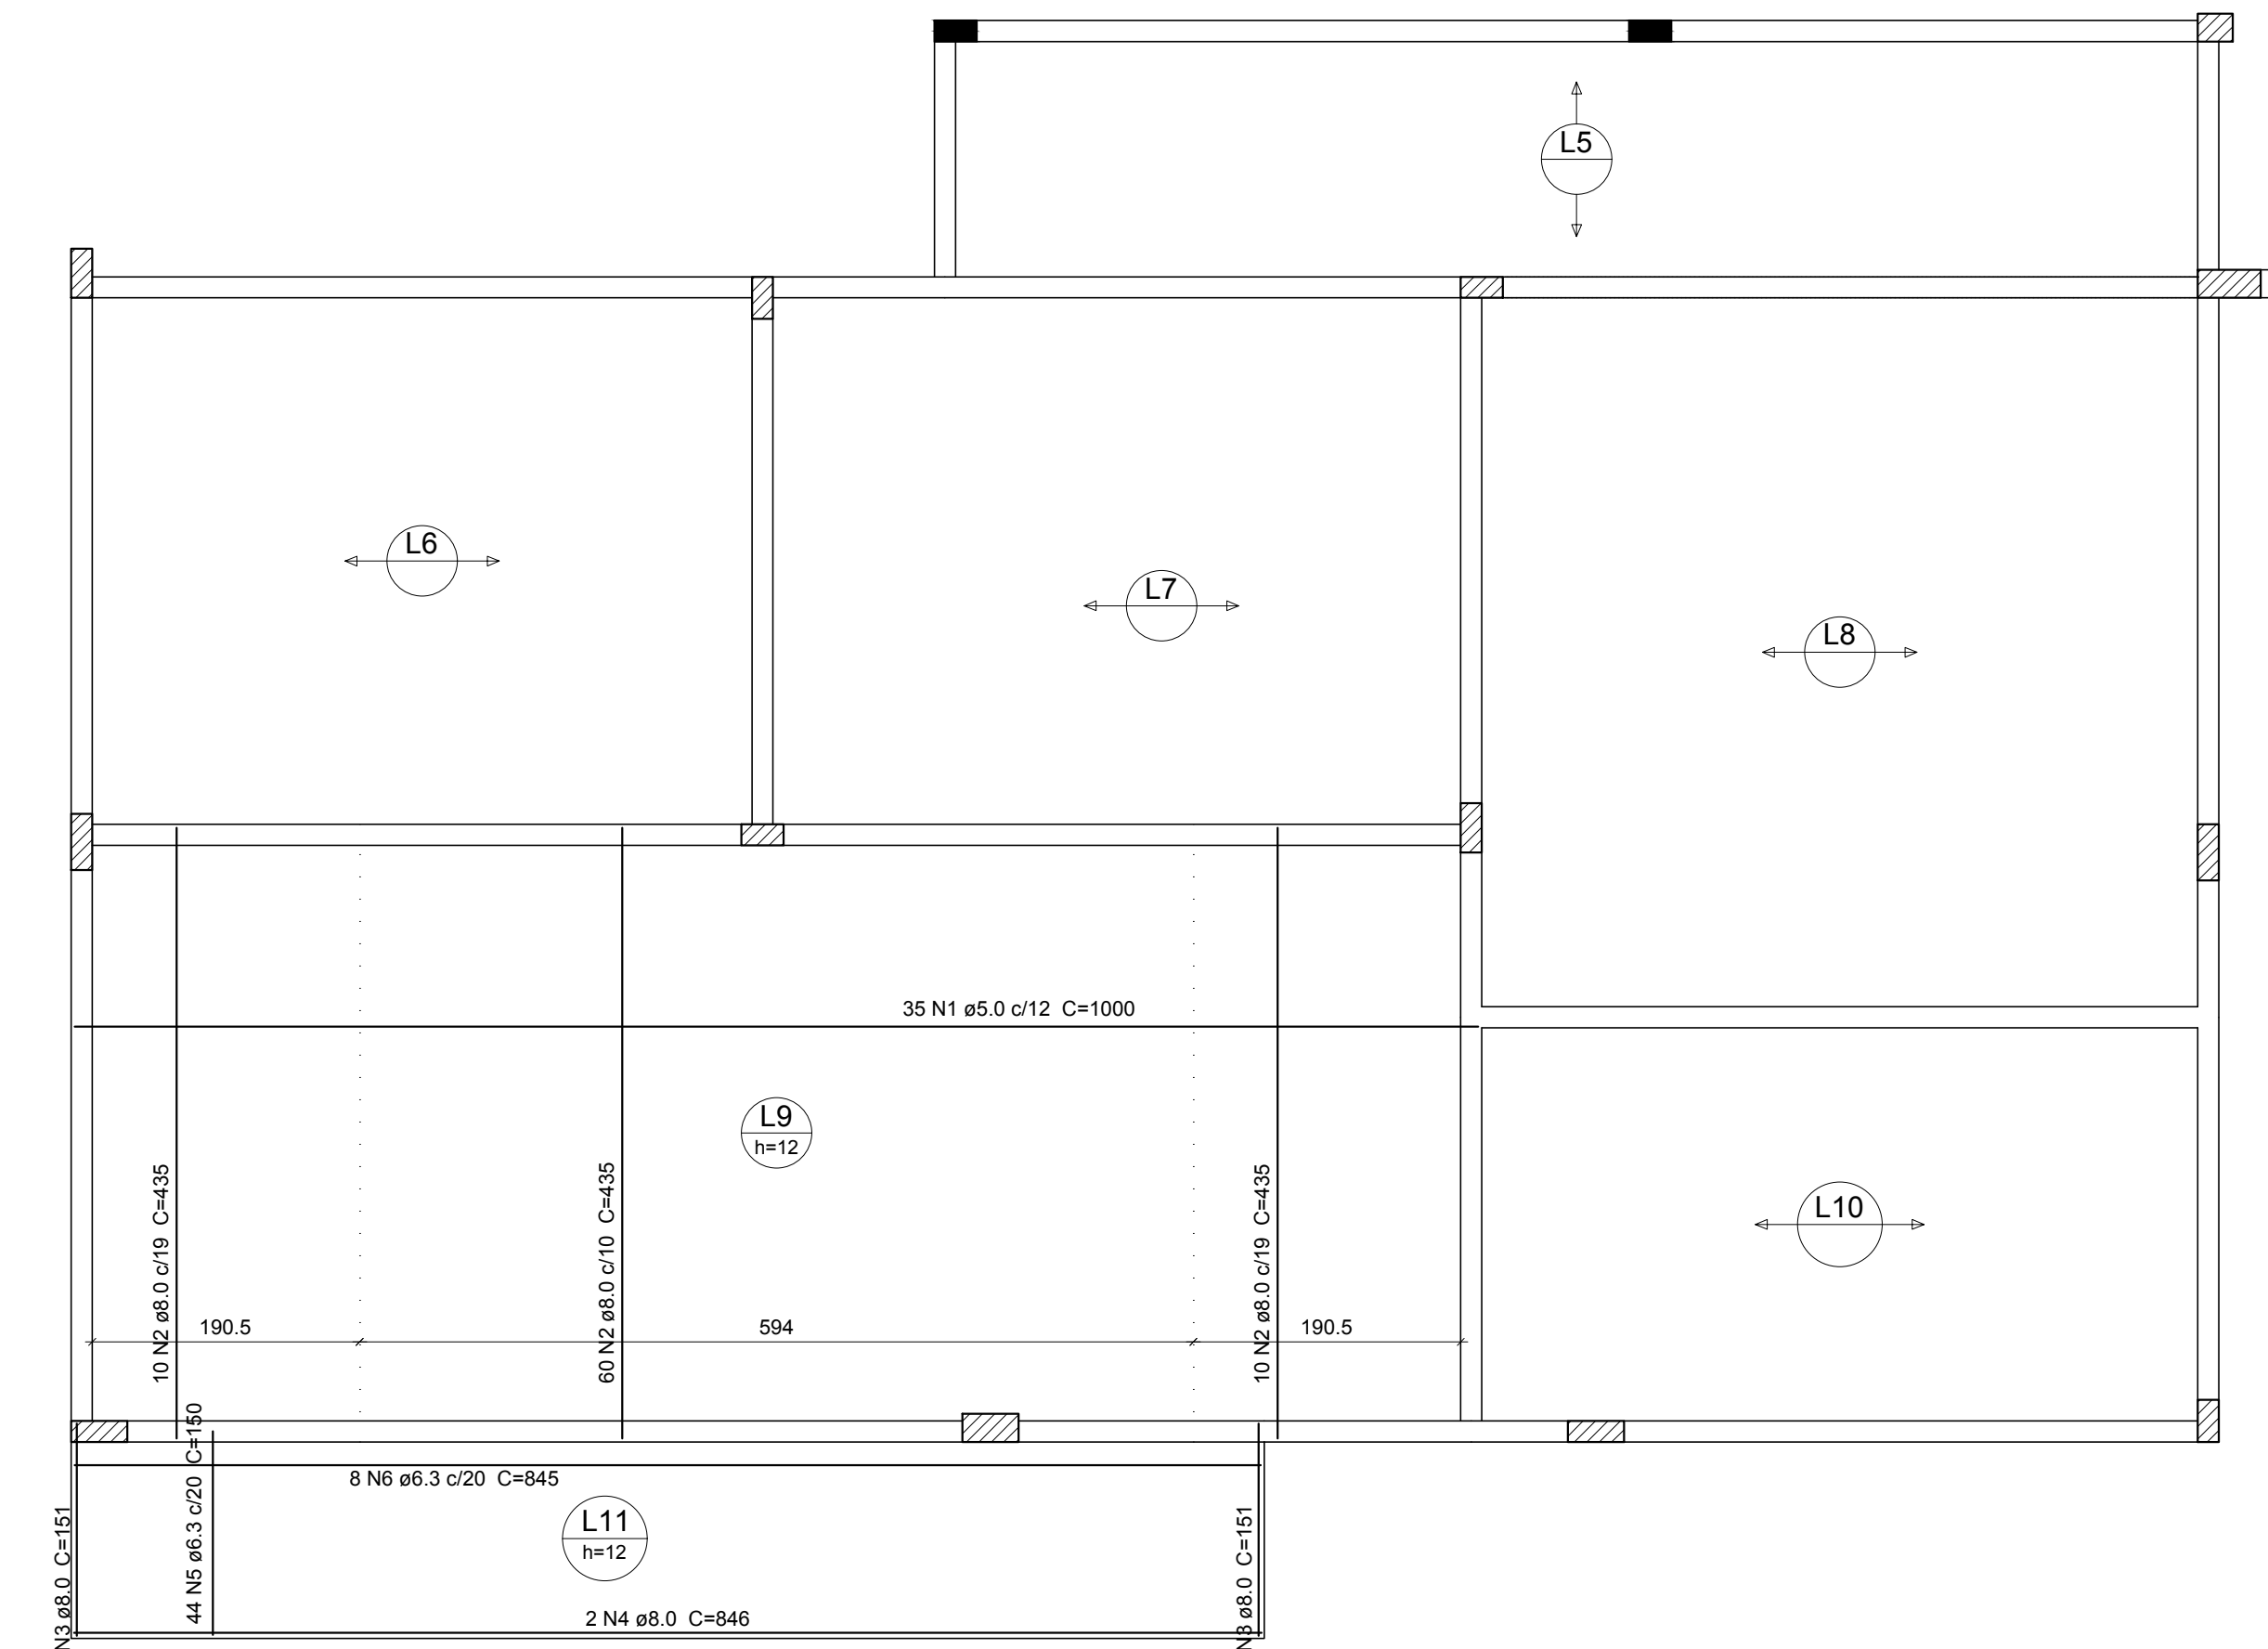 L5
L6
L7
L8
35 N1 ø5.0 c/12  C=1000
L9
h=12
10 N2 ø8.0 c/19  C=435
60 N2 ø8.0 c/10  C=435
10 N2 ø8.0 c/19  C=435
L10
190.5
594
190.5
44 N5 ø6.3 c/20  C=150
8 N6 ø6.3 c/20  C=845
L11
h=12
N3 ø8.0  C=151
N3 ø8.0  C=151
2 N4 ø8.0  C=846